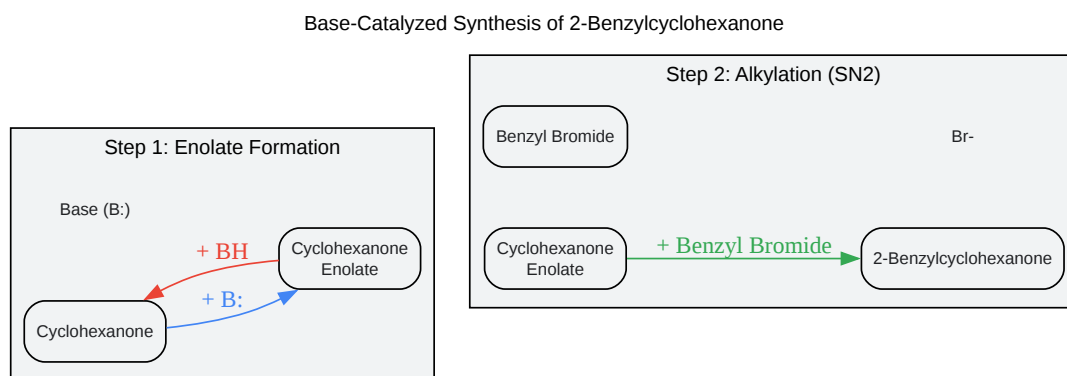 Base-Catalyzed Synthesis of 2-Benzylcyclohexanone
Step 1: Enolate Formation
Base (B:)
Cyclohexanone
Enolate
+ BH
+ B:
Cyclohexanone
Step 2: Alkylation (SN2)
Benzyl Bromide
Br-
Cyclohexanone
Enolate
+ Benzyl Bromide
2-Benzylcyclohexanone